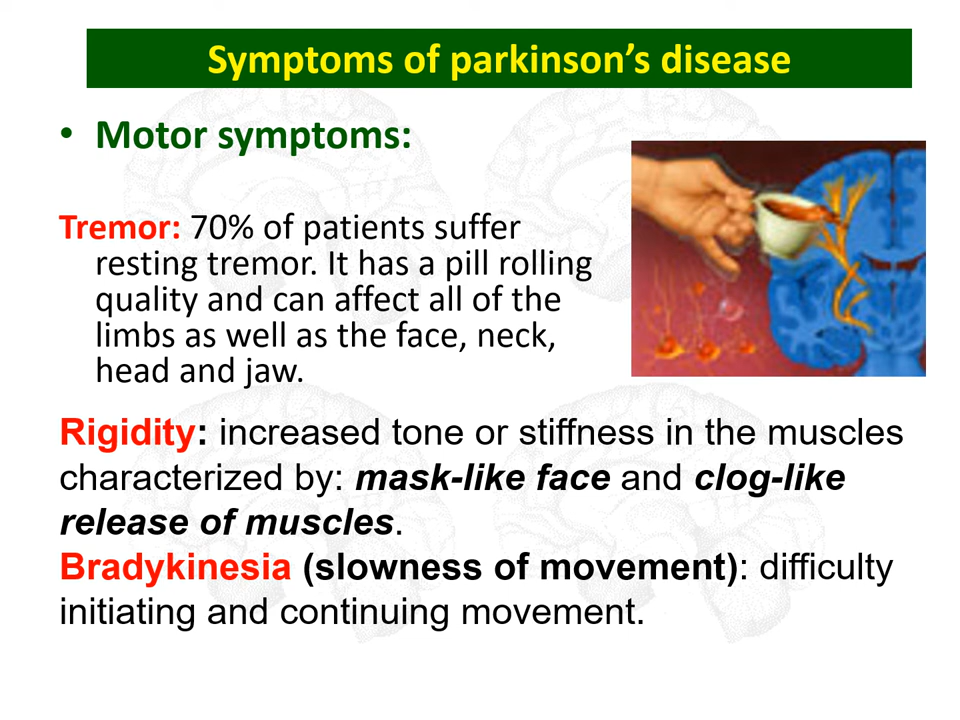 Symptoms of parkinson's disease
• Motor symptoms:
Tremor: 70% of patients suffer
resting tremor. It has a pill rolling
quality and can affect all of the
limbs as well as the face, neck,
head and jaw.
Rigidity: increased tone or stiffness in the muscles
characterized by: mask-like face and clog-like
release of muscles.
Bradykinesia (slowness of movement): difficulty
initiating and continuing movement.